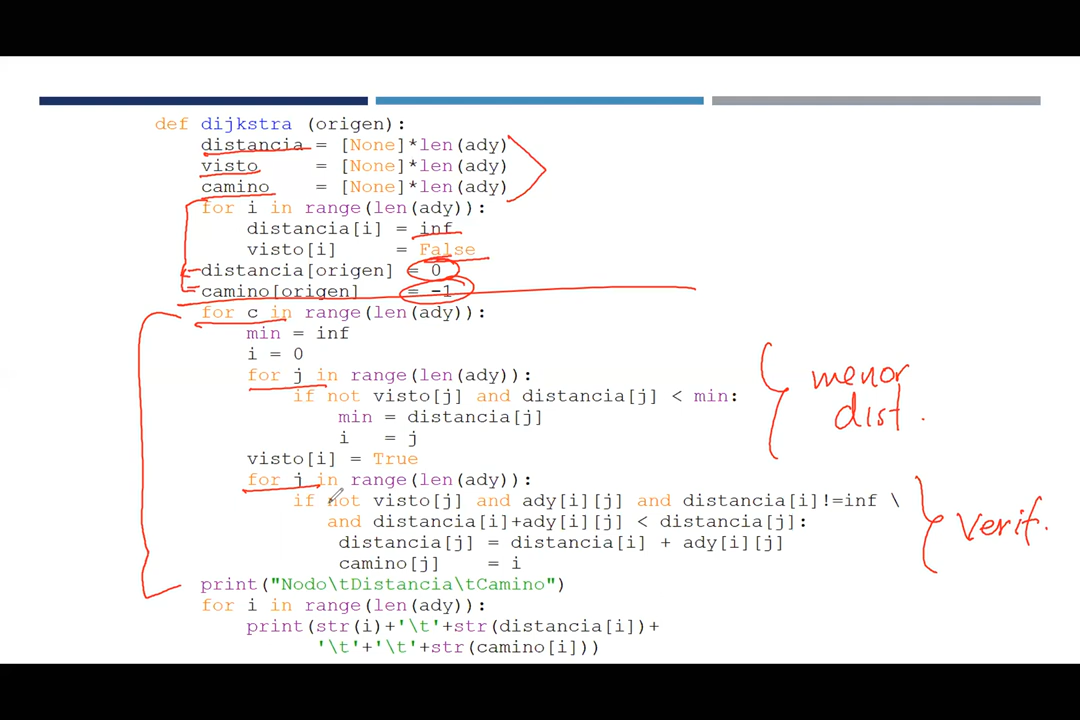 def dijkstra (origen):
    distancia = [None]*len(ady)
    visto     = [None]*len(ady)
    camino    = [None]*len(ady)
    for i in range(len(ady)):
        distancia[i] = inf
        visto[i]     = False
    distancia[origen] = 0
    camino[origen]    = -1
    for c in range(len(ady)):
        min = inf
        i = 0
        for j in range(len(ady)):
            if not visto[j] and distancia[j] < min:
                min = distancia[j]
                i   = j
        visto[i] = True
        for j in range(len(ady)):
            if not visto[j] and ady[i][j] and distancia[i]!=inf \
               and distancia[i]+ady[i][j] < distancia[j]:
                distancia[j] = distancia[i] + ady[i][j]
                camino[j]    = i
    print("Nodo\tDistancia\tCamino")
    for i in range(len(ady)):
        print(str(i)+'\t'+str(distancia[i])+
              '\t'+'\t'+str(camino[i]))
menor
dist.
verif.